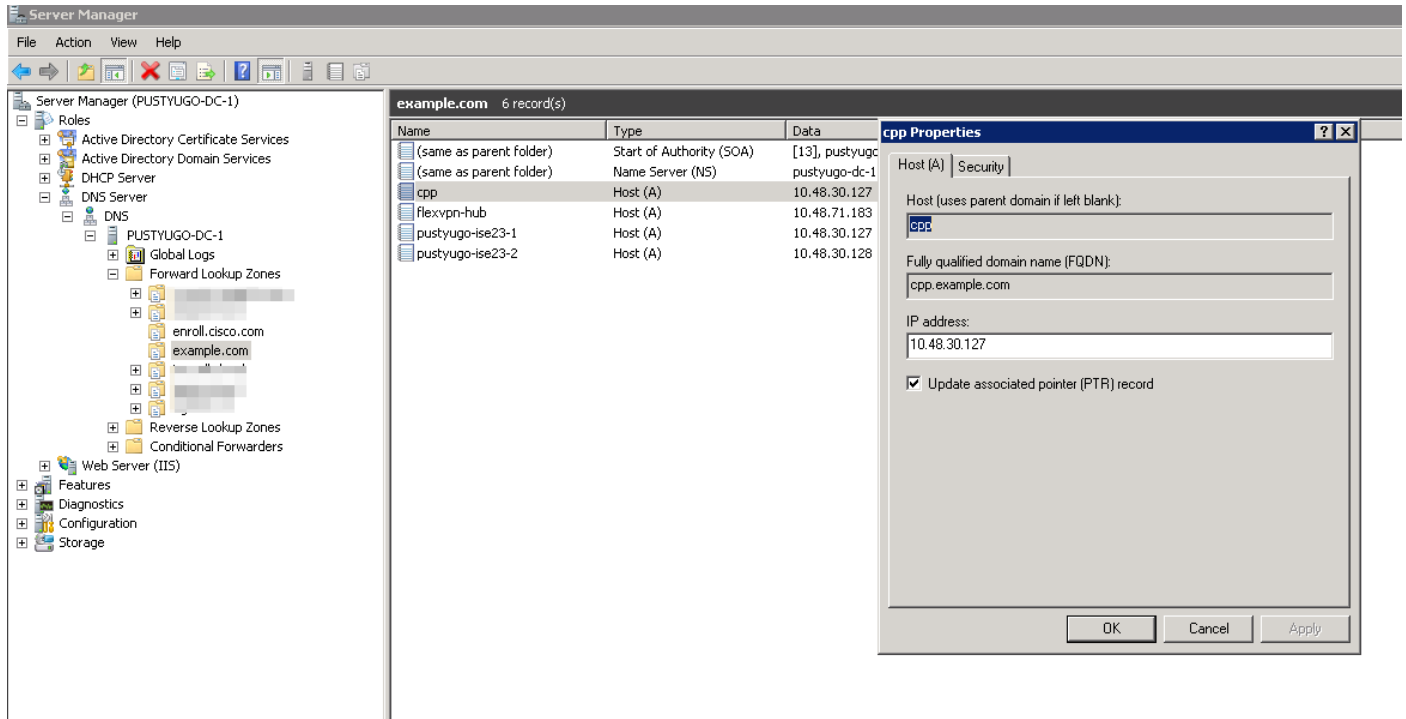 Server Manager
File Action View Help
Server Manager (PUSTYUGO-DC-1)
Roles
Active Directory Certificate Services
Active Directory Domain Services
DHCP Server
DNS Server
DNS
PUSTYUGO-DC-1
Global Logs
Forward Lookup Zones
enroll.cisco.com
example.com
Reverse Lookup Zones
Conditional Forwarders
Web Server (IIS)
Features
Diagnostics
Configuration
Storage
example.com 6 record(s)
Name Type Data
(same as parent folder) Start of Authority (SOA) [13], pustyugo
(same as parent folder) Name Server (NS) pustyugo-dc-1
cpp Host (A) 10.48.30.127
flexvpn-hub Host (A) 10.48.71.183
pustyugo-ise23-1 Host (A) 10.48.30.127
pustyugo-ise23-2 Host (A) 10.48.30.128
cpp Properties
Host (A) Security
Host (uses parent domain if left blank):
cpp
Fully qualified domain name (FQDN):
cpp.example.com
IP address:
10.48.30.127
Update associated pointer (PTR) record
OK Cancel Apply